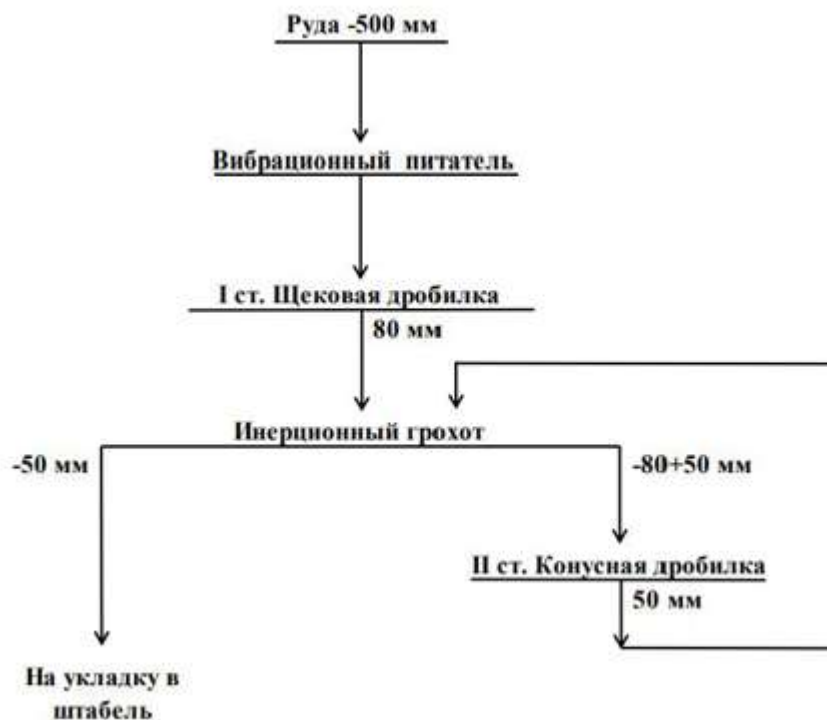 Руда -500 мм
Вибрационный питатель
I ст. Щековая дробилка
80 мм
Инерционный грохот
-50 мм
-80+50 мм
II ст. Конусная дробилка
50 мм
На укладку в
штабель